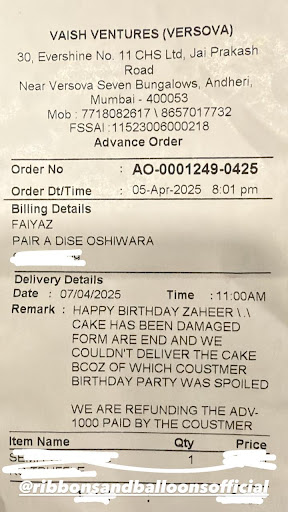 VAISH VENTURES (VERSOVA)
30, Evershine No. 11 CHS Ltd, Jai Prakash
Road
Near Versova Seven Bungalows, Andheri,
Mumbai - 400053
Mob : 7718082617 \ 8657017732
FSSAI :11523006000218
Advance Order
Order No : AO-0001249-0425
Order Dt/Time : 05-Apr-2025 8:01 pm
Billing Details
FAIYAZ
PAIR A DISE OSHIWARA
Delivery Details
Date : 07/04/2025 Time : 11:00AM
Remark : HAPPY BIRTHDAY ZAHEER \ .\
CAKE HAS BEEN DAMAGED
FORM ARE END AND WE
COULDN'T DELIVER THE CAKE
BCOZ OF WHICH COUSTMER
BIRTHDAY PARTY WAS SPOILED
WE ARE REFUNDING THE ADV-
1000 PAID BY THE COUSTMER
Item Name Qty Price
1
@ribbonsandballoonsofficial